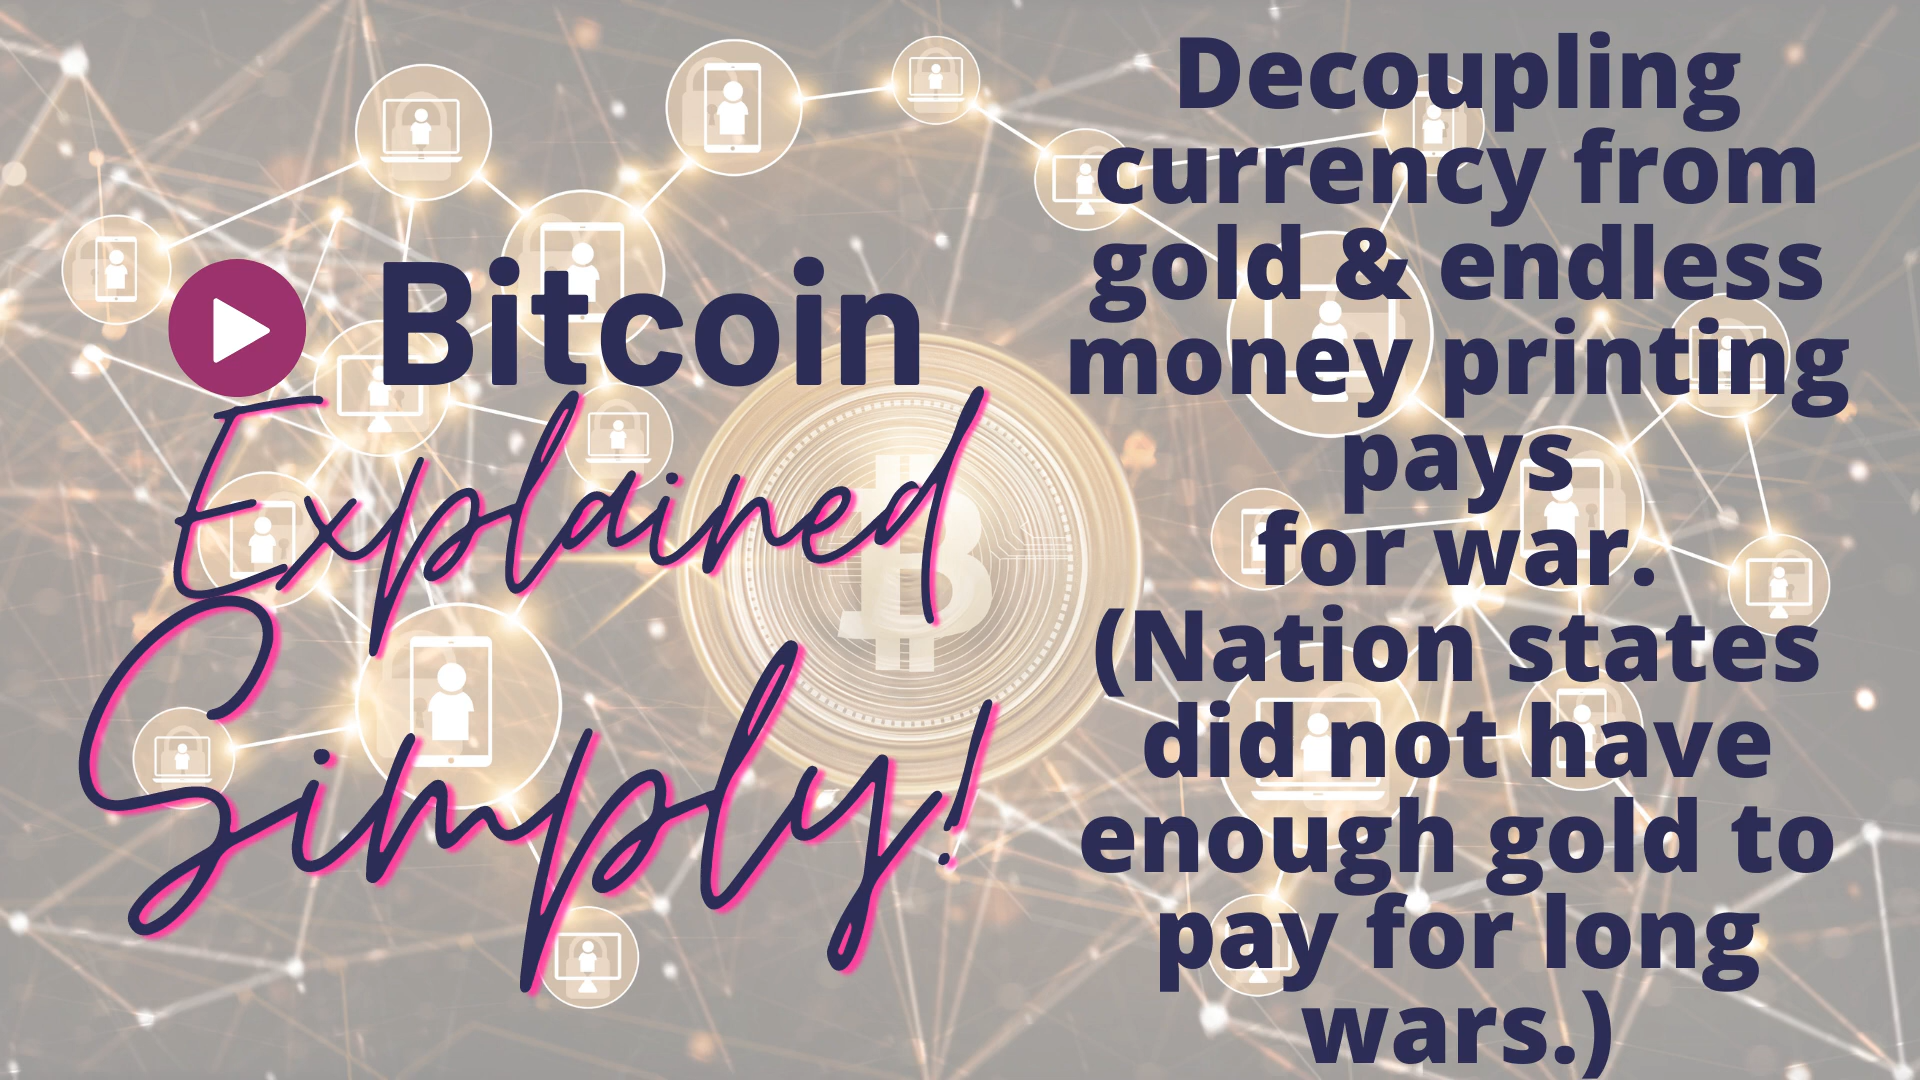 Bitcoin
Explained
Simply!
Decoupling
currency from
gold & endless
money printing
pays
for war.
(Nation states
did not have
enough gold to
pay for long
wars.)